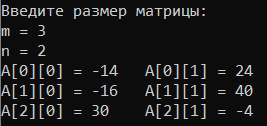 Введите размер матрицы:
m = 3
n = 2
A[0][0] = -14 A[0][1] = 24
A[1][0] = -16 A[1][1] = 40
A[2][0] = 30 A[2][1] = -4